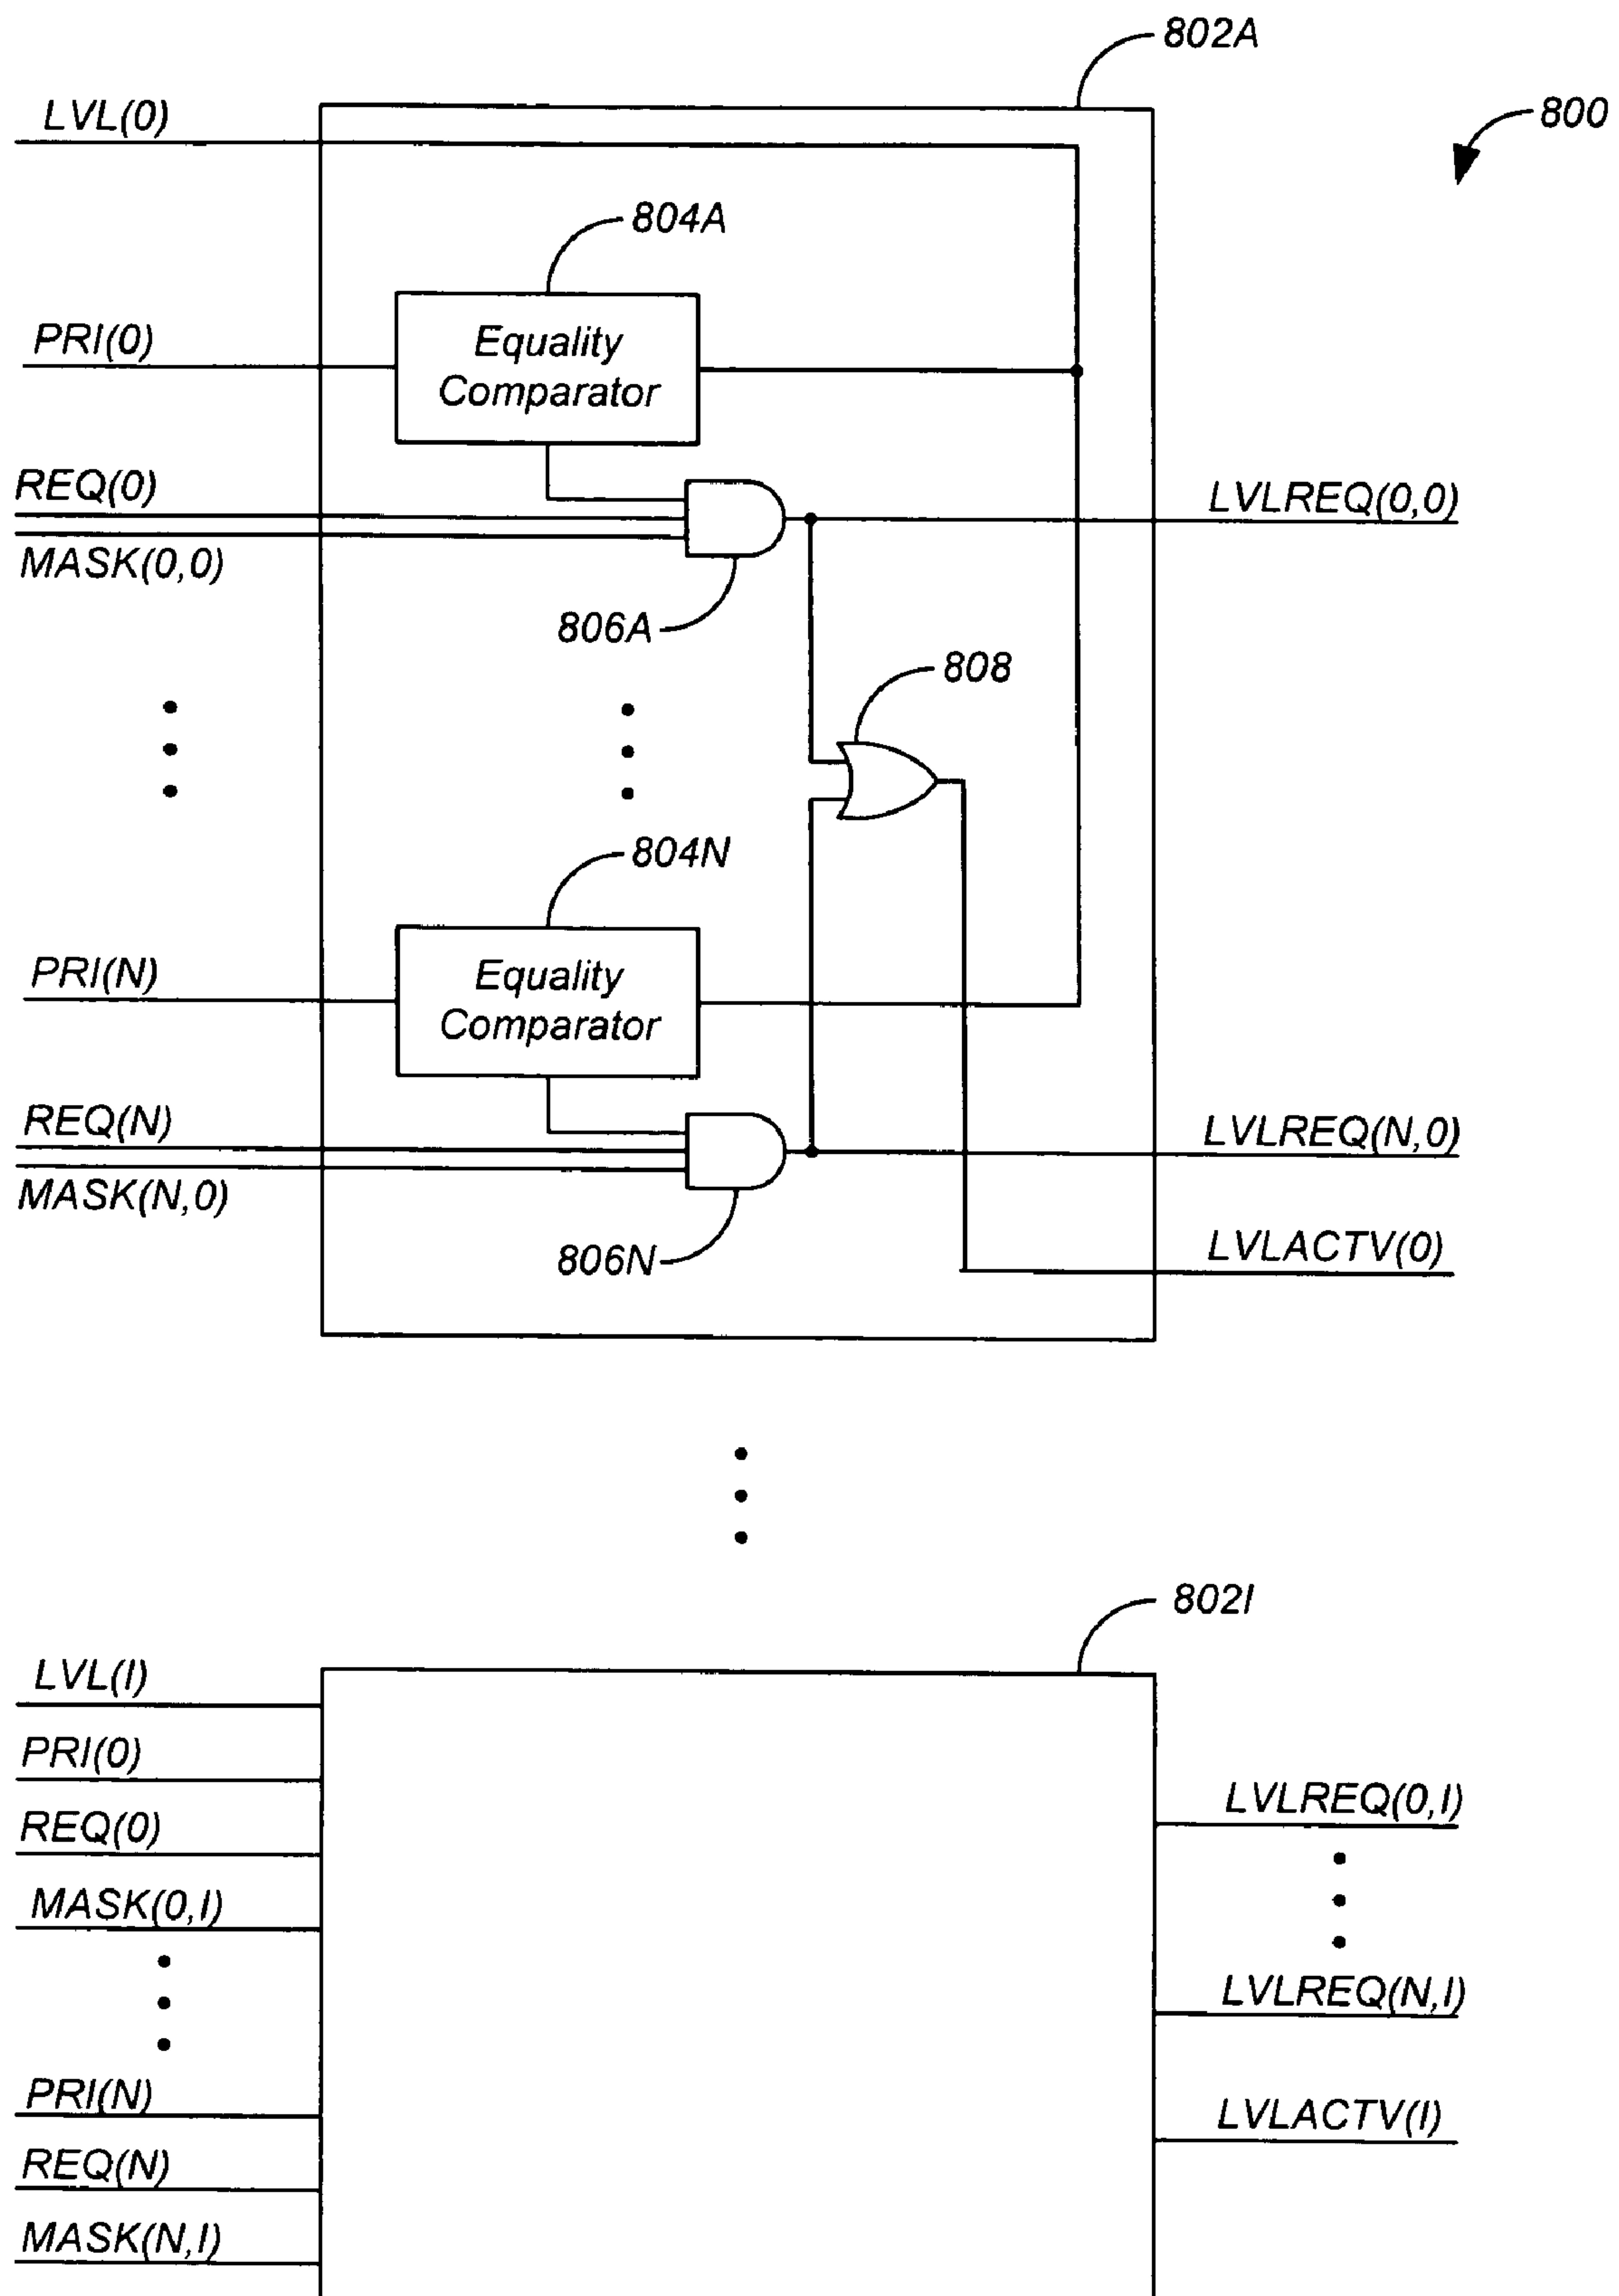 802A
LVL(0)
800
804A
PRI(0)
Equality
Comparator
REQ(0)
LVLREQ(0,0)
MASK(0,0)
806A
808
804N
PRI(N)
Equality
Comparator
REQ(N)
LVLREQ(N,0)
MASK(N,0)
806N
LVLACTV(0)
802I
LVL(I)
PRI(0)
LVLREQ(0,I)
REQ(0)
MASK(0,I)
LVLREQ(N,I)
PRI(N)
LVLACTV(I)
REQ(N)
MASK(N,I)